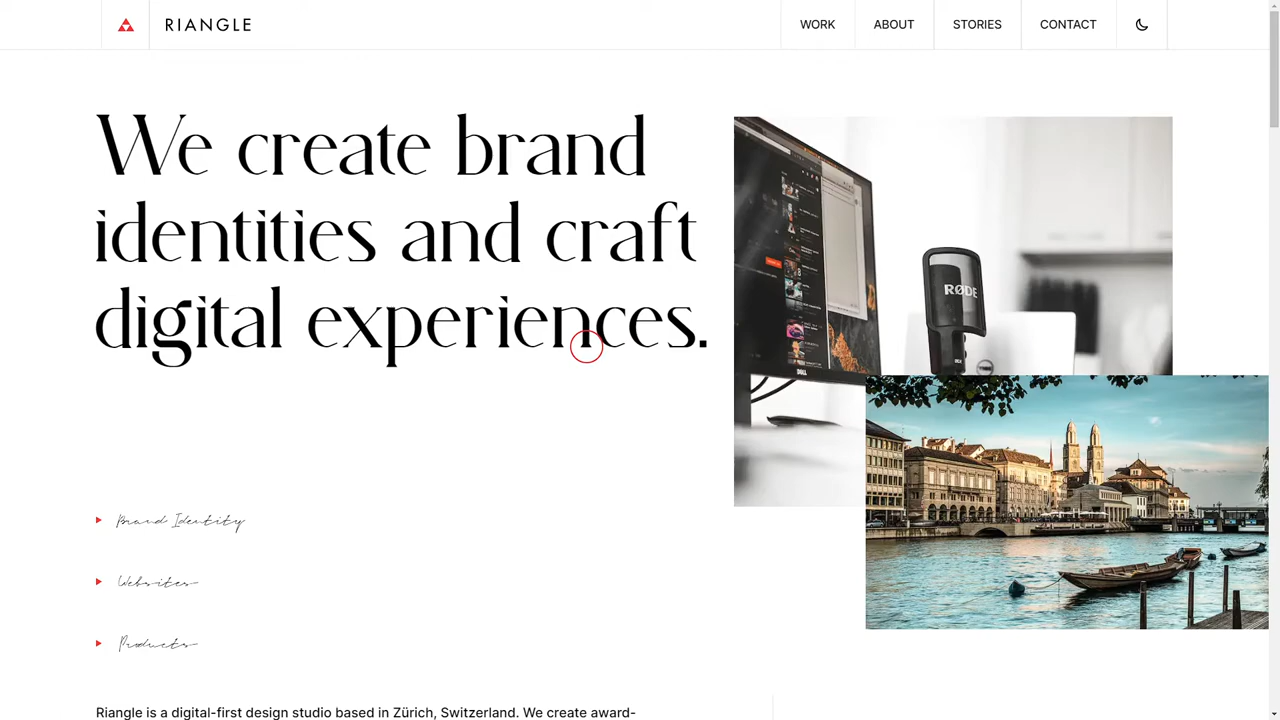 RIANGLE
WORK
ABOUT
STORIES
CONTACT
We create brand
identities and craft
digital experiences.
RØDE
DELL
Brand Identity
Websites
Products
Riangle is a digital-first design studio based in Zürich, Switzerland. We create award-